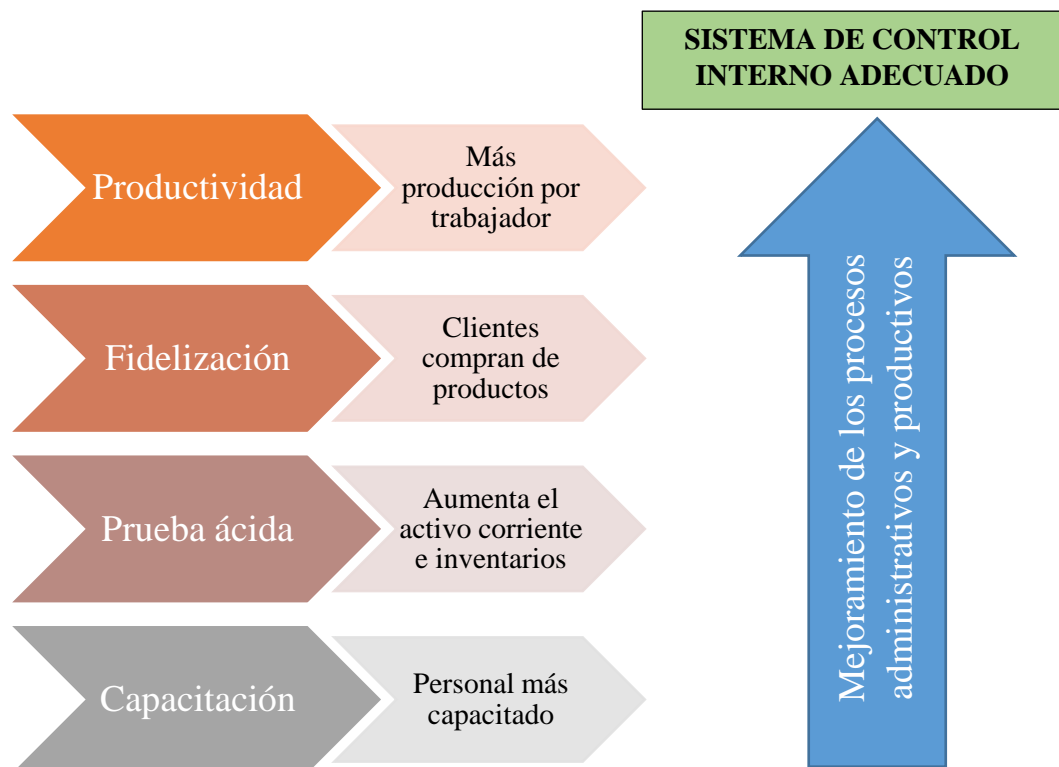 SISTEMA DE CONTROL
INTERNO ADECUADO
Productividad
Más
producción por
trabajador
Fidelización
Clientes
compran de
productos
Prueba ácida
Aumenta el
activo corriente
e inventarios
Capacitación
Personal más
capacitado
Mejoramiento de los procesos
administrativos y productivos